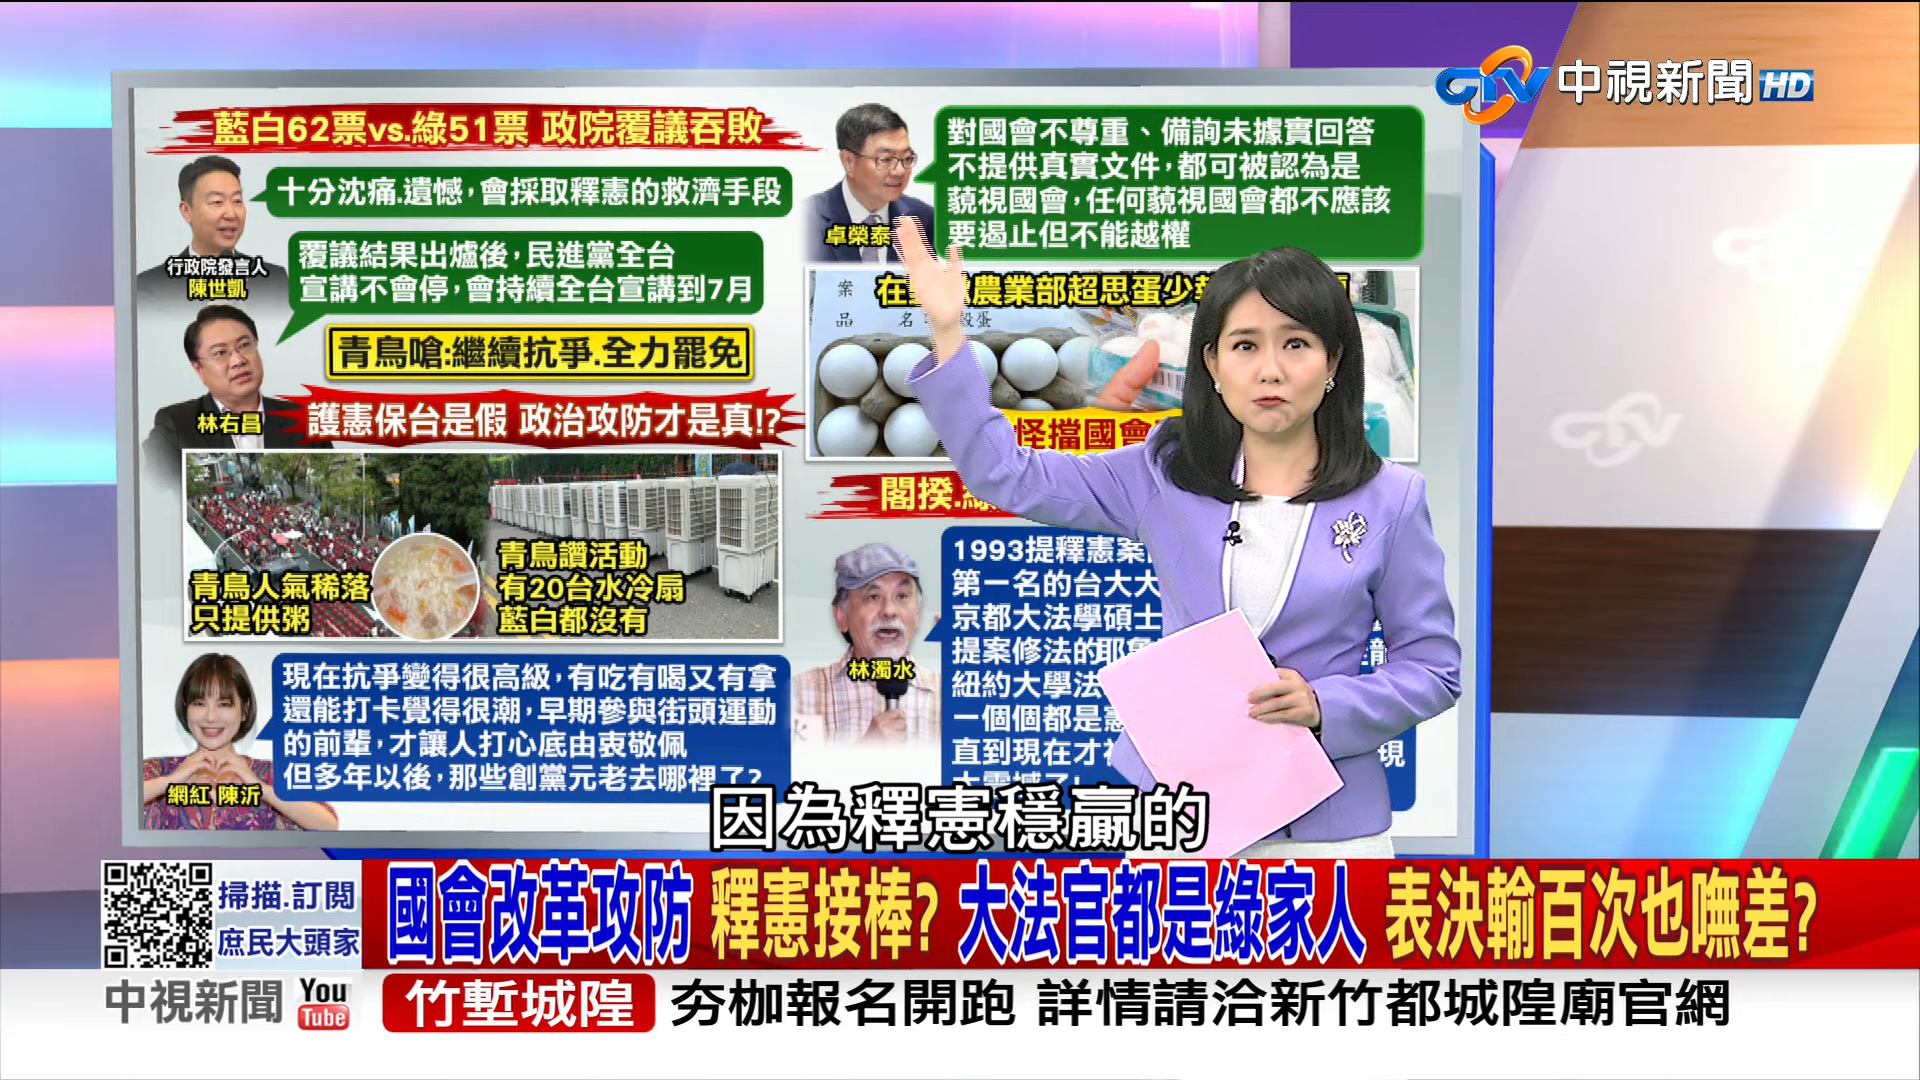 中視新聞HD
藍白62票vs.綠51票 政院覆議吞敗
十分沈痛.遺憾,會採取釋憲的救濟手段
行政院發言人
陳世凱
覆議結果出爐後,民進黨全台
宣講不會停,會持續全台宣講到7月
林右昌
青鳥嗆:繼續抗爭.全力罷免
護憲保台是假 政治攻防才是真!?
青鳥人氣稀落
只提供粥
青鳥讚活動
有20台水冷扇
藍白都沒有
現在抗爭變得很高級,有吃有喝又有拿
還能打卡覺得很潮,早期參與街頭運動
的前輩,才讓人打心底由衷敬佩
但多年以後,那些創黨元老去哪裡了?
網紅 陳沂
對國會不尊重、備詢未據實回答
不提供真實文件,都可被認為是
藐視國會,任何藐視國會都不應該
要遏止但不能越權
卓榮泰
案
品 名
農業部超思蛋少
怪擋國會
閣揆.
1993提釋憲案
第一名的台大大
京都大法學碩士
提案修法的耶魯
紐約大學法
一個個都是憲
直到現在才
現
林濁水
因為釋憲穩贏的
國會改革攻防 釋憲接棒? 大法官都是綠家人 表決輸百次也嘸差?
掃描.訂閱
庶民大頭家
中視新聞 YouTube
竹塹城隍 夯枷報名開跑 詳情請洽新竹都城隍廟官網